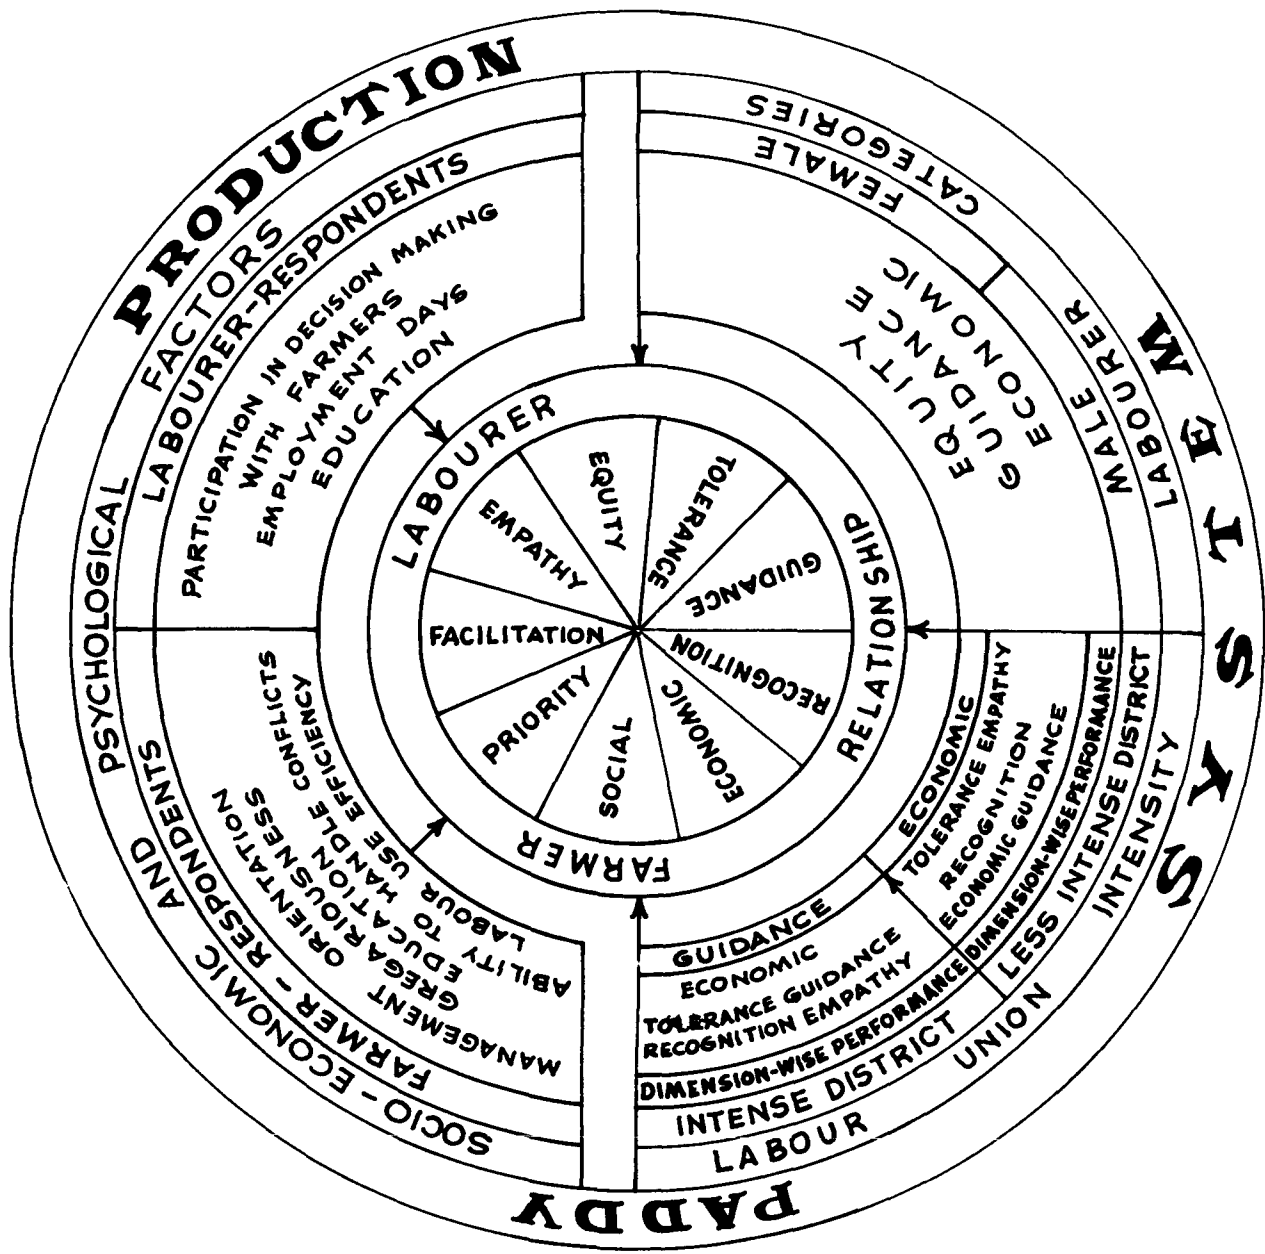 PADDY PRODUCTION SYSTEM
SOCIO-ECONOMIC AND PSYCHOLOGICAL FACTORS
LABOURER-RESPONDENTS
PARTICIPATION IN DECISION MAKING
WITH FARMERS
EMPLOYMENT DAYS
EDUCATION
FARMER-RESPONDENTS
MANAGEMENT
ORIENTATION
GREGARIOUSNESS
EDUCATION
ABILITY TO HANDLE CONFLICTS
LABOUR USE EFFICIENCY
LABOURER CATEGORIES
FEMALE
MALE
EQUITY
GUIDANCE
ECONOMIC
LABOUR UNION INTENSITY
LESS INTENSE DISTRICT
DIMENSION-WISE PERFORMANCE
ECONOMIC GUIDANCE
RECOGNITION
TOLERANCE EMPATHY
ECONOMIC
INTENSE DISTRICT
DIMENSION-WISE PERFORMANCE
RECOGNITION EMPATHY
TOLERANCE GUIDANCE
ECONOMIC
GUIDANCE
FARMER LABOURER RELATIONSHIP
EQUITY
TOLERANCE
GUIDANCE
RECOGNITION
ECONOMIC
SOCIAL
PRIORITY
FACILITATION
EMPATHY